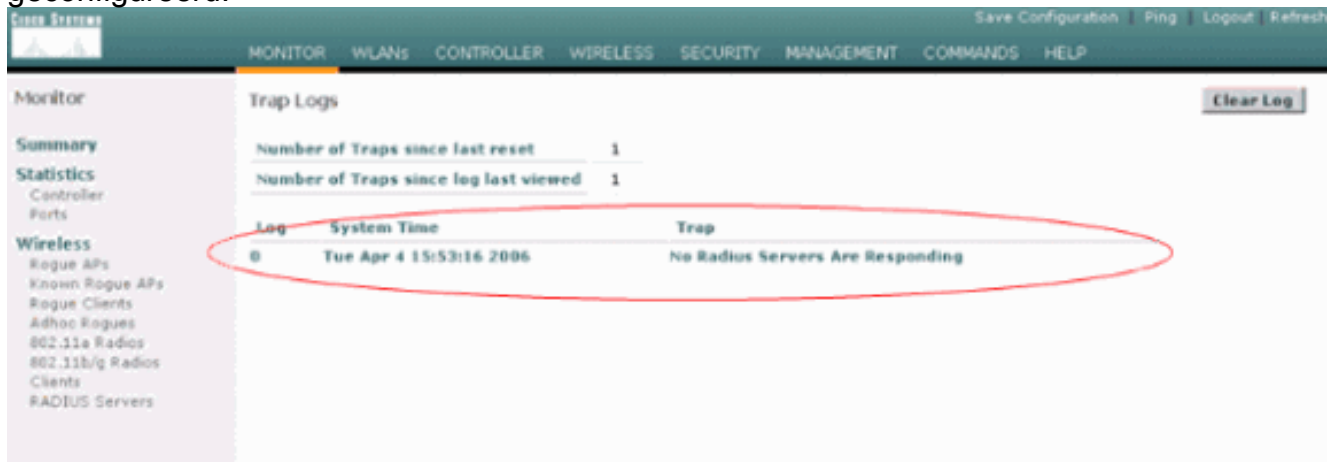 geconfigureerd.
CISCO SYSTEMS
Save Configuration | Ping | Logout | Refresh
MONITOR WLANs CONTROLLER WIRELESS SECURITY MANAGEMENT COMMANDS HELP
Monitor
Summary
Statistics
Controller
Ports
Wireless
Rogue APs
Known Rogue APs
Rogue Clients
Adhoc Rogues
802.11a Radios
802.11b/g Radios
Clients
RADIUS Servers
Trap Logs
Clear Log
Number of Traps since last reset 1
Number of Traps since log last viewed 1
Log System Time Trap
0 Tue Apr 4 15:53:16 2006 No Radius Servers Are Responding